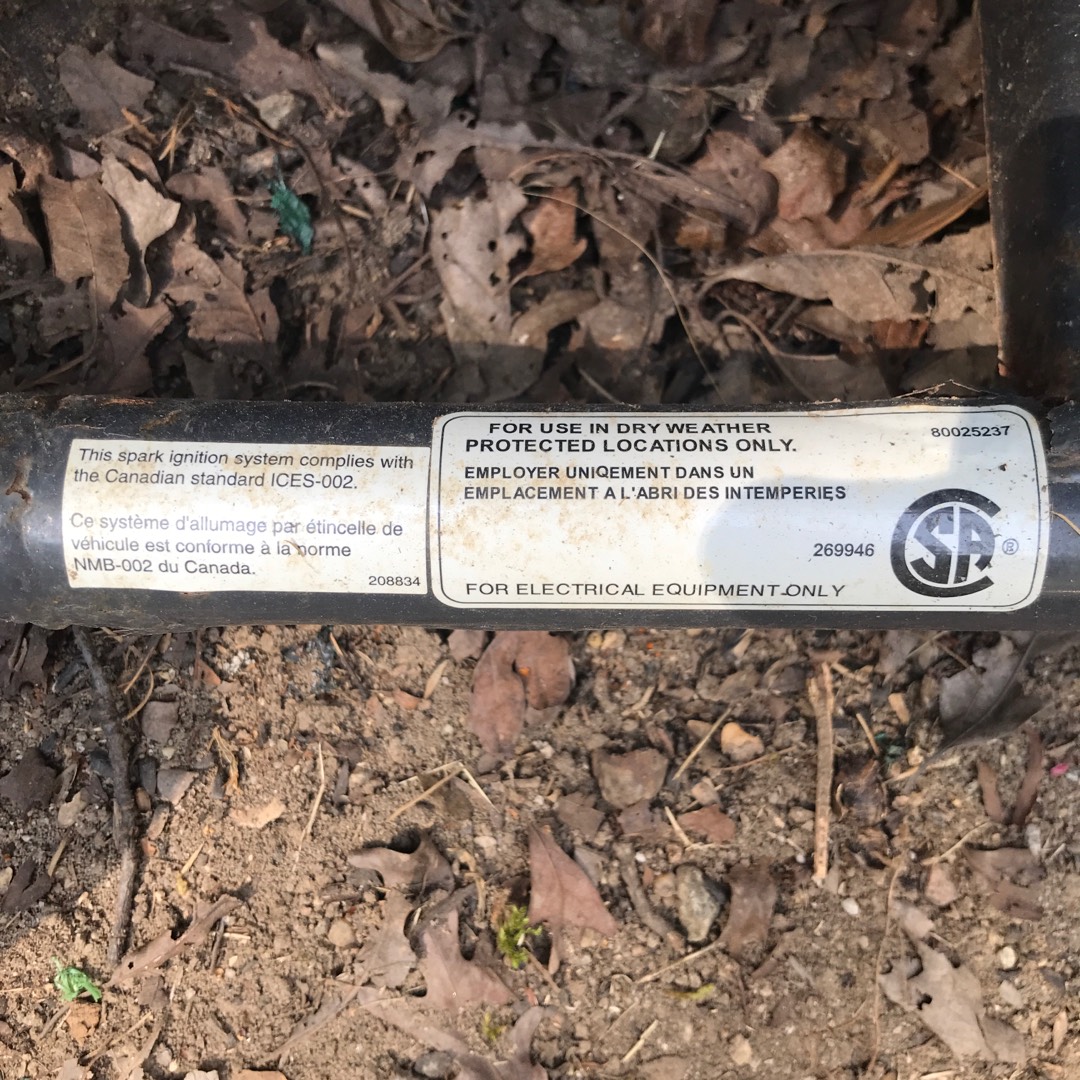 This spark ignition system complies with
the Canadian standard ICES-002.
Ce système d'allumage par étincelle de
véhicule est conforme à la norme
NMB-002 du Canada.
208834
FOR USE IN DRY WEATHER
PROTECTED LOCATIONS ONLY.
80025237
EMPLOYER UNIQEMENT DANS UN
EMPLACEMENT A L'ABRI DES INTEMPERIES
269946
CSA ®
FOR ELECTRICAL EQUIPMENT ONLY